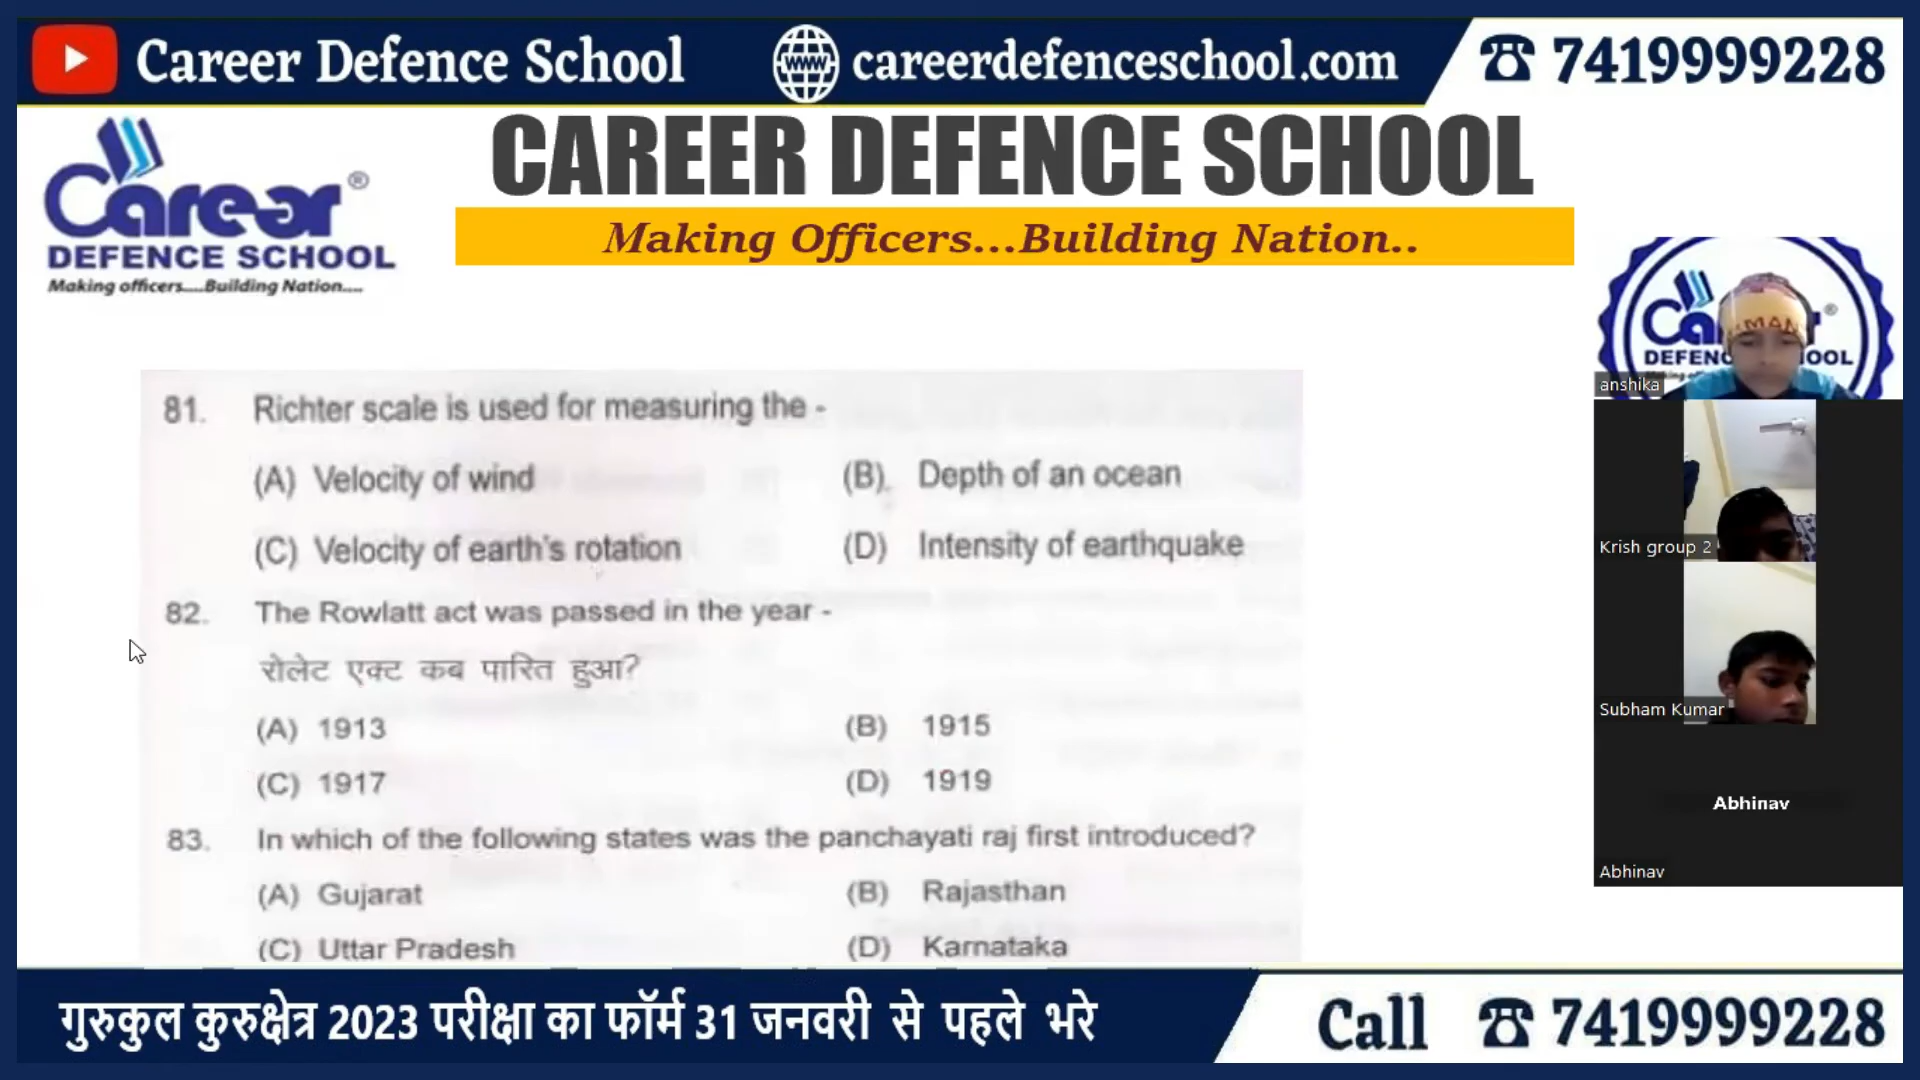 Career Defence School
www
careerdefenceschool.com
☎ 7419999228
Career®
DEFENCE SCHOOL
Making officers....Building Nation....
CAREER DEFENCE SCHOOL
Making Officers...Building Nation..
81. Richter scale is used for measuring the -
(A) Velocity of wind (B). Depth of an ocean
(C) Velocity of earth's rotation (D) Intensity of earthquake
82. The Rowlatt act was passed in the year -
रोलेट एक्ट कब पारित हुआ?
(A) 1913 (B) 1915
(C) 1917 (D) 1919
83. In which of the following states was the panchayati raj first introduced?
(A) Gujarat (B) Rajasthan
(C) Uttar Pradesh (D) Karnataka
anshika
Krish group 2
Subham Kumar
Abhinav
Abhinav
गुरुकुल कुरुक्षेत्र 2023 परीक्षा का फॉर्म 31 जनवरी से पहले भरे
Call ☎ 7419999228